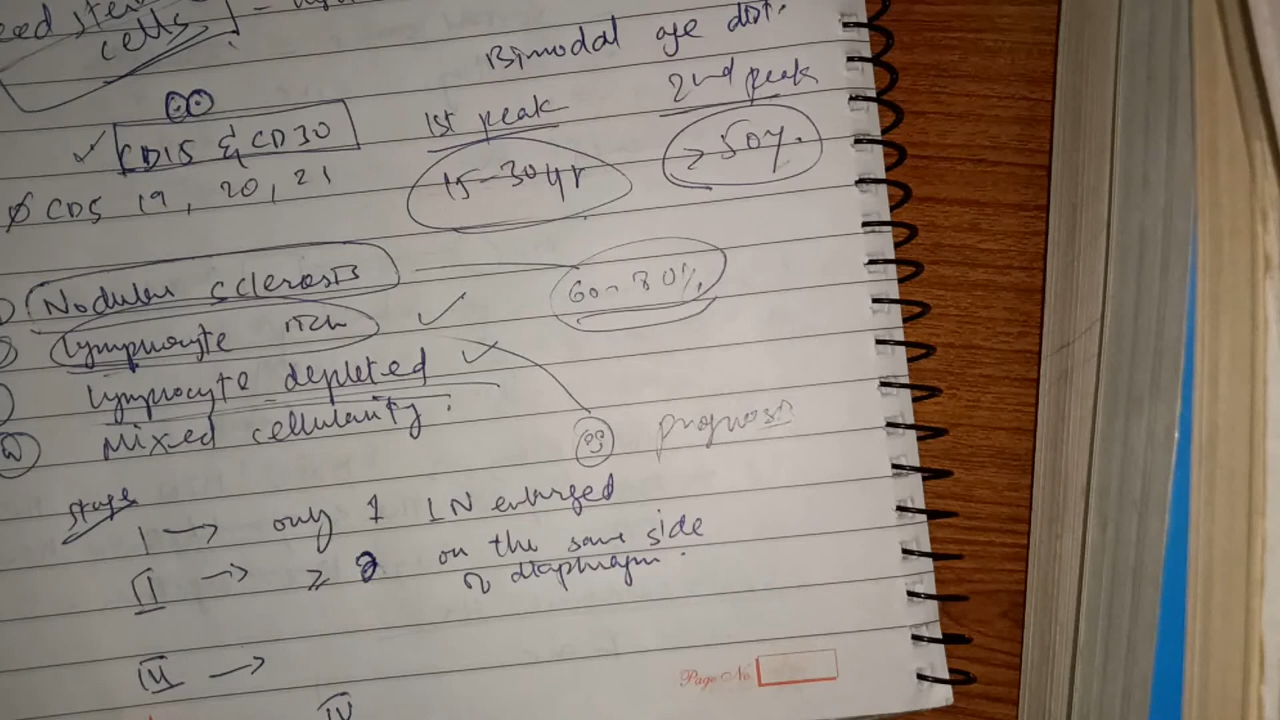 cells
Bimodal age dist.
1st peak 2nd peak
CD15 & CD30
15-30 yr > 50y.
CD5 19, 20, 21
Nodular sclerosis 60-80%
Lymphocyte rich
Lymphocyte depleted
Mixed cellularity.
prognosis
Stage
I → only 1 LN enlarged
II → ≥ 2 on the same side
of diaphragm.
III →
IV
Page No